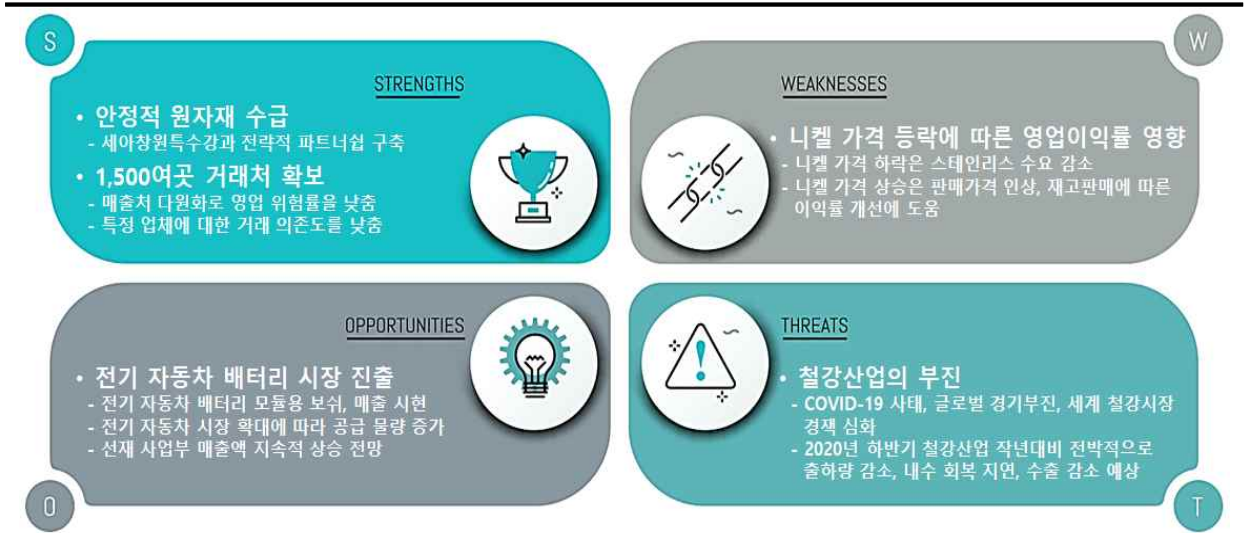 S
STRENGTHS
• 안정적 원자재 수급
- 세아창원특수강과 전략적 파트너쉽 구축
• 1,500여곳 거래처 확보
- 매출처 다원화로 영업 위험률을 낮춤
- 특정 업체에 대한 거래 의존도를 낮춤
W
WEAKNESSES
• 니켈 가격 등락에 따른 영업이익률 영향
- 니켈 가격 하락은 스테인리스 수요 감소
- 니켈 가격 상승은 판매가격 인상, 재고판매에 따른
이익률 개선에 도움
OPPORTUNITIES
• 전기 자동차 배터리 시장 진출
- 전기 자동차 배터리 모듈용 보쉬, 매출 시현
- 전기 자동차 시장 확대에 따라 공급 물량 증가
- 선재 사업부 매출액 지속적 상승 전망
O
THREATS
• 철강산업의 부진
- COVID-19 사태, 글로벌 경기부진, 세계 철강시장
경쟁 심화
- 2020년 하반기 철강산업 작년대비 전박적으로
출하량 감소, 내수 회복 지연, 수출 감소 예상
T